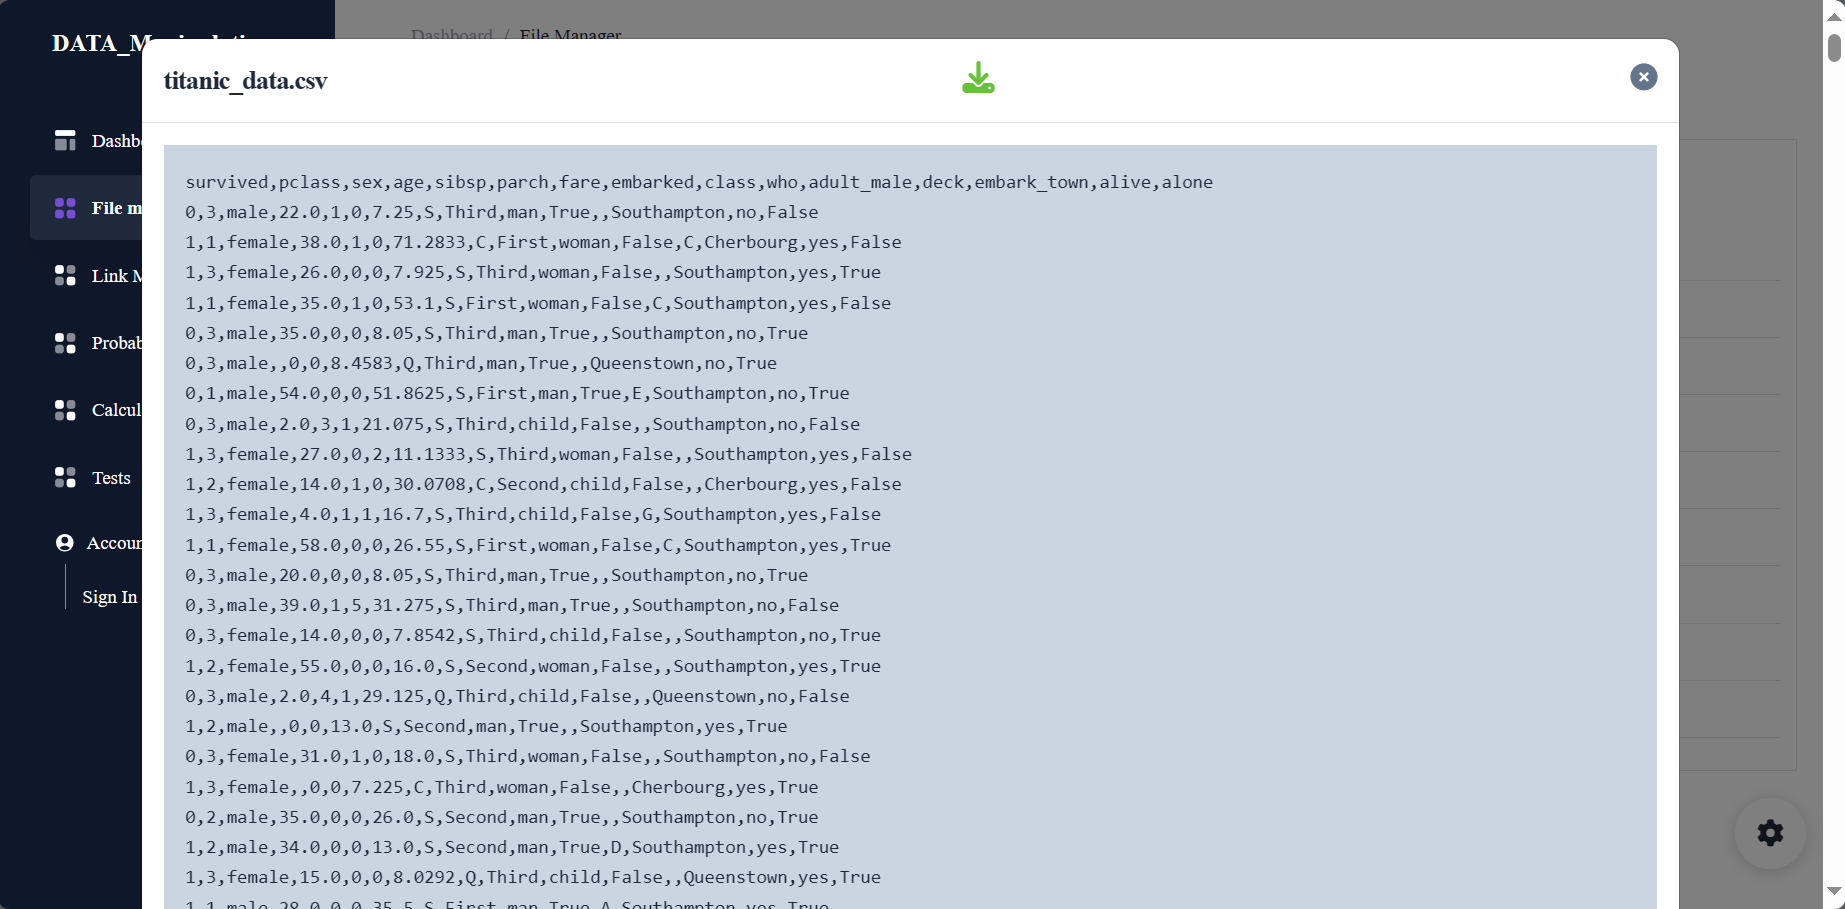 Dashboard / File Manager
titanic_data.csv
Tests
Sign In
survived,pclass,sex,age,sibsp,parch,fare,embarked,class,who,adult_male,deck,embark_town,alive,alone
0,3,male,22.0,1,0,7.25,S,Third,man,True,,Southampton,no,False
1,1,female,38.0,1,0,71.2833,C,First,woman,False,C,Cherbourg,yes,False
1,3,female,26.0,0,0,7.925,S,Third,woman,False,,Southampton,yes,True
1,1,female,35.0,1,0,53.1,S,First,woman,False,C,Southampton,yes,False
0,3,male,35.0,0,0,8.05,S,Third,man,True,,Southampton,no,True
0,3,male,,0,0,8.4583,Q,Third,man,True,,Queenstown,no,True
0,1,male,54.0,0,0,51.8625,S,First,man,True,E,Southampton,no,True
0,3,male,2.0,3,1,21.075,S,Third,child,False,,Southampton,no,False
1,3,female,27.0,0,2,11.1333,S,Third,woman,False,,Southampton,yes,False
1,2,female,14.0,1,0,30.0708,C,Second,child,False,,Cherbourg,yes,False
1,3,female,4.0,1,1,16.7,S,Third,child,False,G,Southampton,yes,False
1,1,female,58.0,0,0,26.55,S,First,woman,False,C,Southampton,yes,True
0,3,male,20.0,0,0,8.05,S,Third,man,True,,Southampton,no,True
0,3,male,39.0,1,5,31.275,S,Third,man,True,,Southampton,no,False
0,3,female,14.0,0,0,7.8542,S,Third,child,False,,Southampton,no,True
1,2,female,55.0,0,0,16.0,S,Second,woman,False,,Southampton,yes,True
0,3,male,2.0,4,1,29.125,Q,Third,child,False,,Queenstown,no,False
1,2,male,,0,0,13.0,S,Second,man,True,,Southampton,yes,True
0,3,female,31.0,1,0,18.0,S,Third,woman,False,,Southampton,no,False
1,3,female,,0,0,7.225,C,Third,woman,False,,Cherbourg,yes,True
0,2,male,35.0,0,0,26.0,S,Second,man,True,,Southampton,no,True
1,2,male,34.0,0,0,13.0,S,Second,man,True,D,Southampton,yes,True
1,3,female,15.0,0,0,8.0292,Q,Third,child,False,,Queenstown,yes,True
1,1,male,28.0,0,0,35.5,S,First,man,True,A,Southampton,yes,True